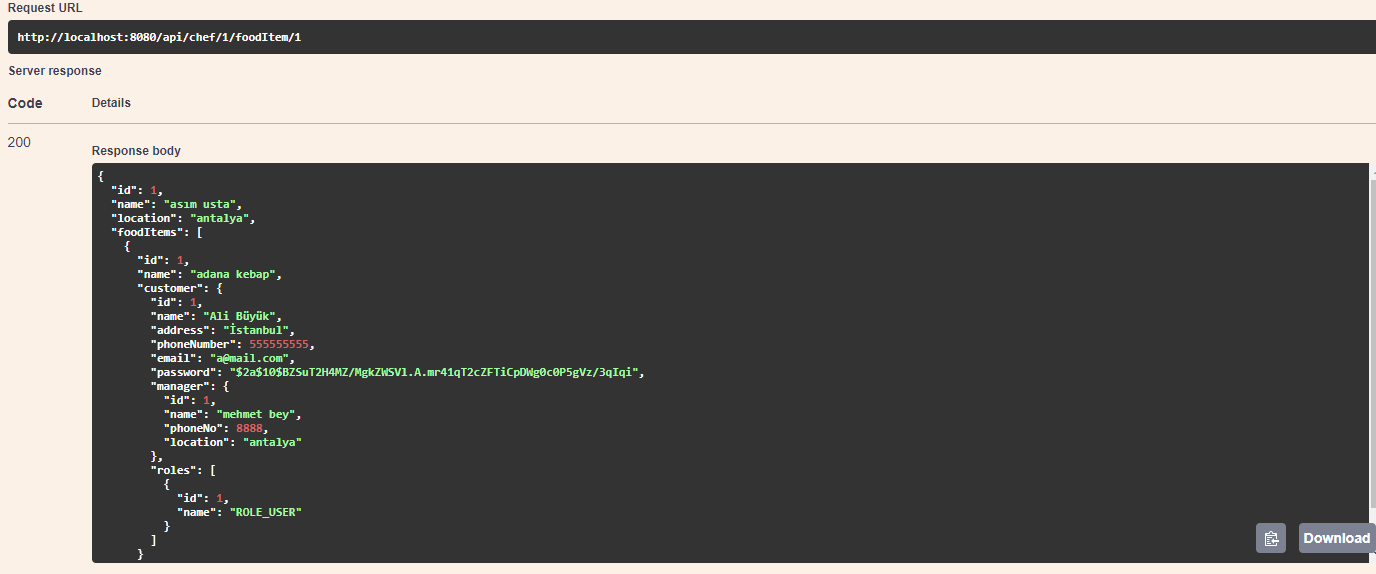 Request URL
http://localhost:8080/api/chef/1/foodItem/1
Server response
Code Details
200
Response body
{
"id": 1,
"name": "asım usta",
"location": "antalya",
"foodItems": [
{
"id": 1,
"name": "adana kebap",
"customer": {
"id": 1,
"name": "Ali Büyük",
"address": "İstanbul",
"phoneNumber": 555555555,
"email": "a@mail.com",
"password": "$2a$10$BZSuT2H4MZ/MgkZWSVl.A.mr41qT2cZFTiCpDWg0c0P5gVz/3qIqi",
"manager": {
"id": 1,
"name": "mehmet bey",
"phoneNo": 8888,
"location": "antalya"
},
"roles": [
{
"id": 1,
"name": "ROLE_USER"
}
]
}
Download